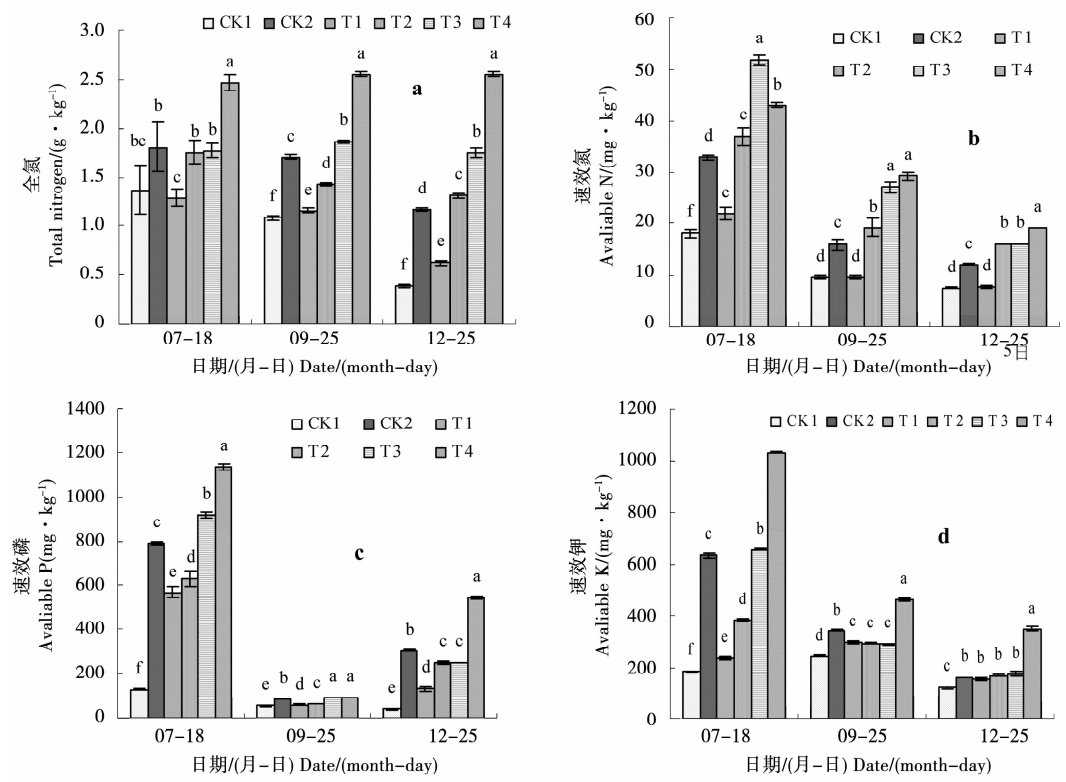 CK1 CK2 T1 T2 T3 T4
全氮
Total nitrogen/(g·kg⁻¹)
3.0
2.5
2.0
1.5
1.0
0.5
0
a
bc b c b b a
f c e d b a
f d e c b a
07-18 09-25 12-25
日期/(月-日) Date/(month-day)
CK1 CK2 T1
T2 T3 T4
速效氮
Avaliable N/(mg·kg⁻¹)
60
50
40
30
20
10
0
b
f d c c a b
d c d b a a
d c d b b a
07-18 09-25 12-25
5日
日期/(月-日) Date/(month-day)
CK1 CK2 T1
T2 T3 T4
速效磷
Avaliable P(mg·kg⁻¹)
1400
1200
1000
800
600
400
200
0
c
f c e d b a
e b d c a a
e b d c c a
07-18 09-25 12-25
日期/(月-日) Date/(month-day)
CK1 CK2 T1 T2 T3 T4
速效钾
Avaliable K/(mg·kg⁻¹)
1200
1000
800
600
400
200
0
d
f c e d b
d b c c c a
c b b b b a
07-18 09-25 12-25
日期/(月-日) Date/(month-day)